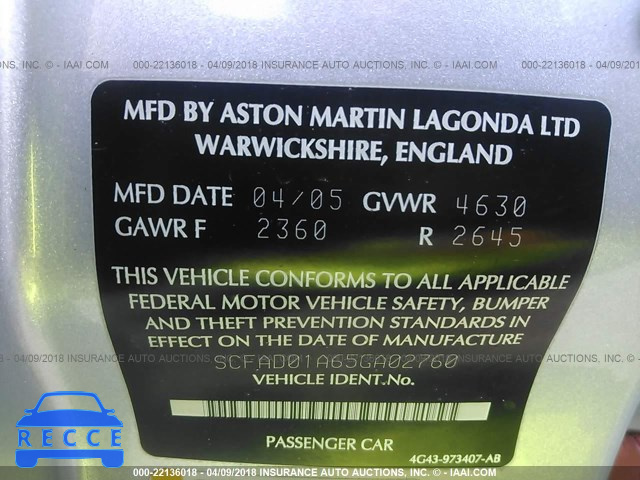 000-22136018 - 04/09/2018 INSURANCE AUTO AUCTIONS, INC. © - IAAI.COM
MFD BY ASTON MARTIN LAGONDA LTD
WARWICKSHIRE, ENGLAND
MFD DATE 04/05 GVWR 4630
GAWR F 2360 R 2645
THIS VEHICLE CONFORMS TO ALL APPLICABLE
FEDERAL MOTOR VEHICLE SAFETY, BUMPER
AND THEFT PREVENTION STANDARDS IN
EFFECT ON THE DATE OF MANUFACTURE
000-22136018 - 04/09/2018 INSURANCE AUTO AUCTIONS, INC. © - IAAI.COM
SCFAD01A65GA02760
VEHICLE IDENT.No.
PASSENGER CAR
4G43-973407-AB
RECCE
000-22136018 - 04/09/2018 INSURANCE AUTO AUCTIONS, INC. © - IAAI.COM